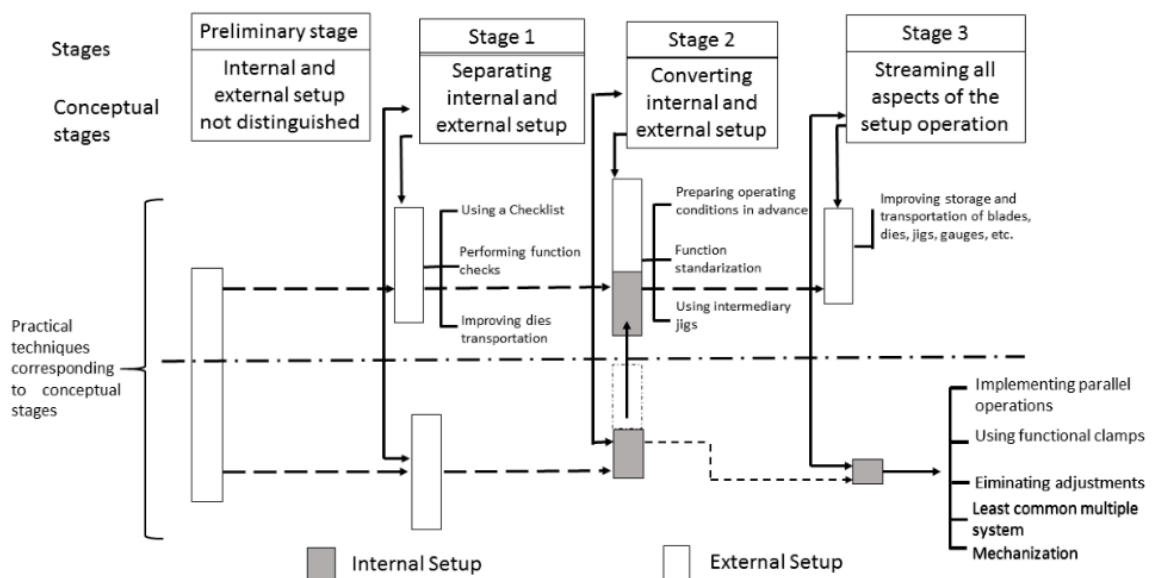 Stages
Conceptual
stages
Preliminary stage
Internal and
external setup
not distinguished
Stage 1
Separating
internal and
external setup
Stage 2
Converting
internal and
external setup
Stage 3
Streaming all
aspects of the
setup operation
Practical
techniques
corresponding
to conceptual
stages
Using a Checklist
Performing function
checks
Improving dies
transportation
Preparing operating
conditions in advance
Function
standarization
Using intermediary
jigs
Improving storage and
transportation of blades,
dies, jigs, gauges, etc.
Implementing parallel
operations
Using functional clamps
Eiminating adjustments
Least common multiple
system
Mechanization
Internal Setup
External Setup